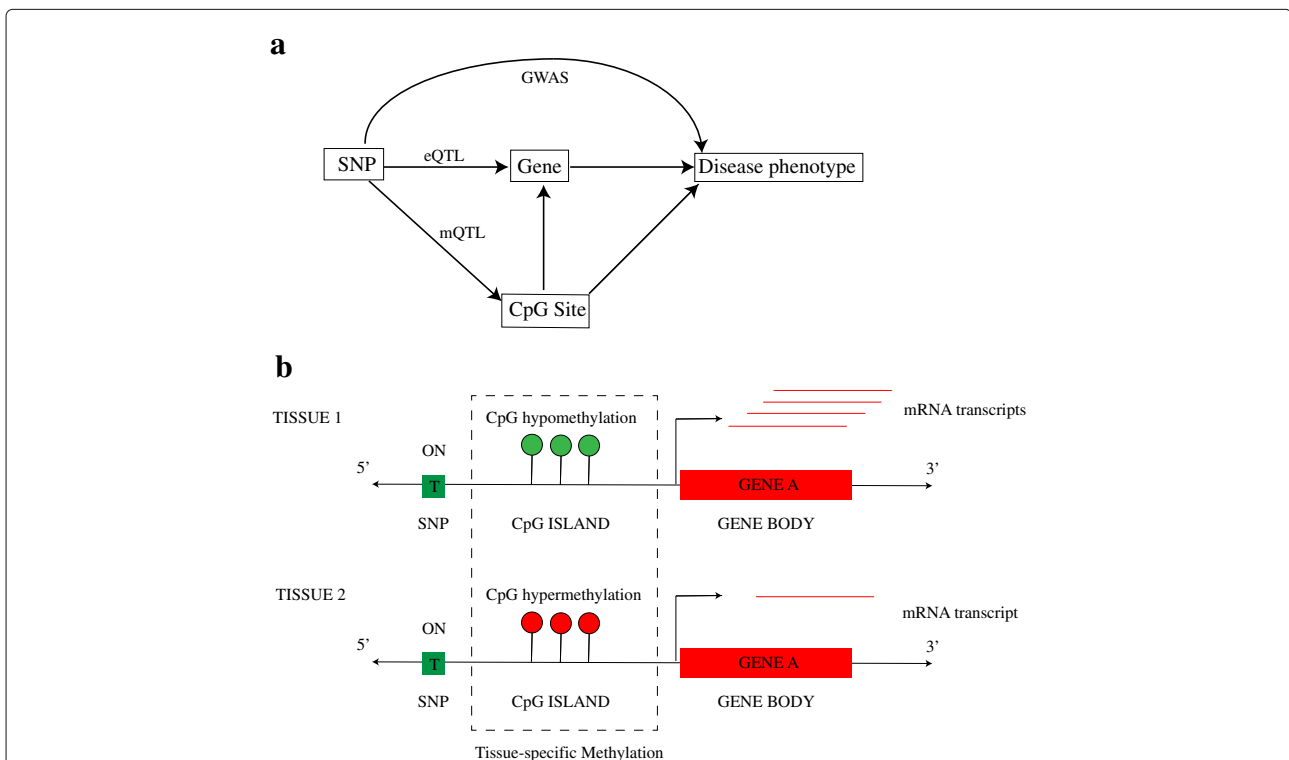 a
GWAS
SNP
eQTL
Gene
Disease phenotype
mQTL
CpG Site
b
TISSUE 1
CpG hypomethylation
mRNA transcripts
ON
5’
3’
T
GENE A
SNP
CpG ISLAND
GENE BODY
TISSUE 2
CpG hypermethylation
mRNA transcript
ON
5’
3’
T
GENE A
SNP
CpG ISLAND
GENE BODY
Tissue-specific Methylation